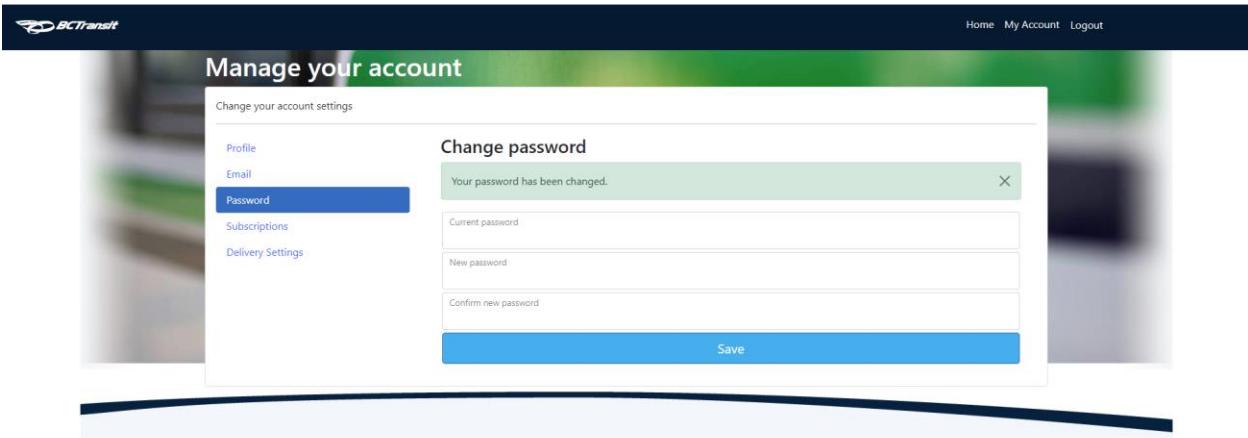 BCTransit
Home My Account Logout
Manage your account
Change your account settings
Profile
Email
Password
Subscriptions
Delivery Settings
Change password
Your password has been changed.
Current password
New password
Confirm new password
Save